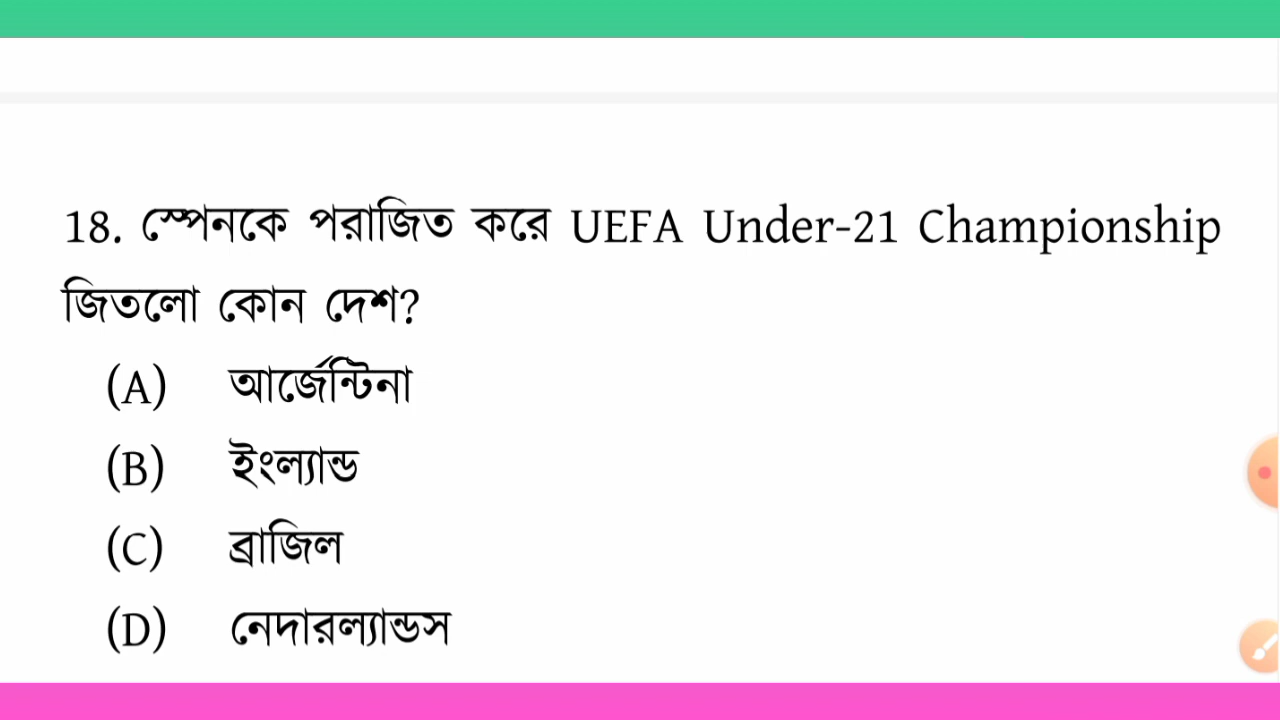 18. স্পেনকে পরাজিত করে UEFA Under-21 Championship
জিতলো কোন দেশ?
(A) আর্জেন্টিনা
(B) ইংল্যান্ড
(C) ব্রাজিল
(D) নেদারল্যান্ডস